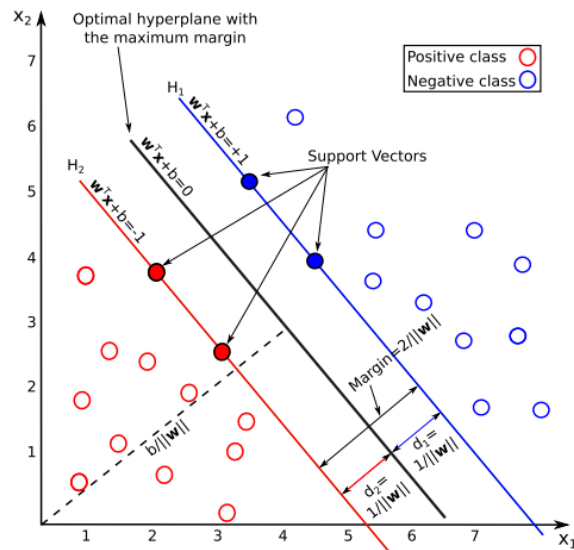 x2
Optimal hyperplane with
the maximum margin
7
Positive class
Negative class
H1
wTx+b=+1
6
wTx+b=0
Support Vectors
H2
wTx+b=-1
5
4
3
Margin=2/||w||
2
b/||w||
1
d1=
1/||w||
d2=
1/||w||
1 2 3 4 5 6 7 x1